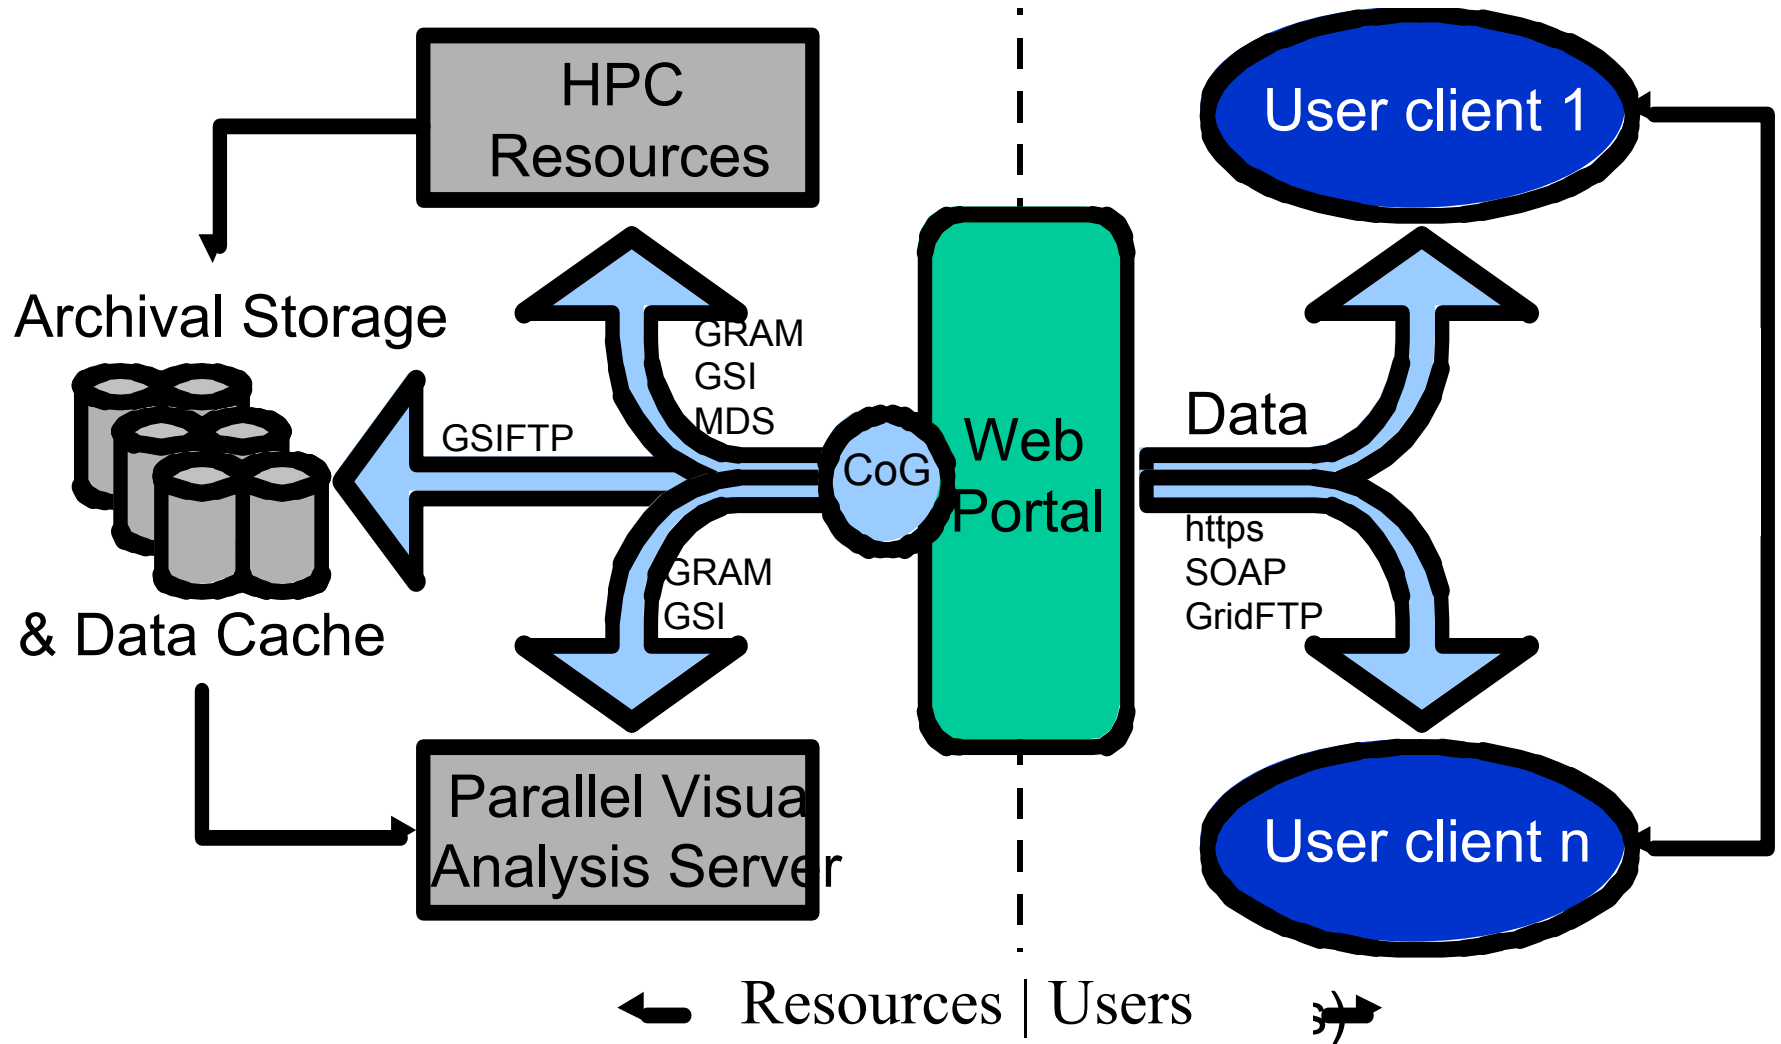 HPC
Resources
User client 1
Archival Storage
GRAM
GSI
MDS
GSIFTP
CoG
Web
Portal
Data
https
SOAP
GridFTP
GRAM
GSI
& Data Cache
Parallel Visual
Analysis Server
User client n
Resources | Users